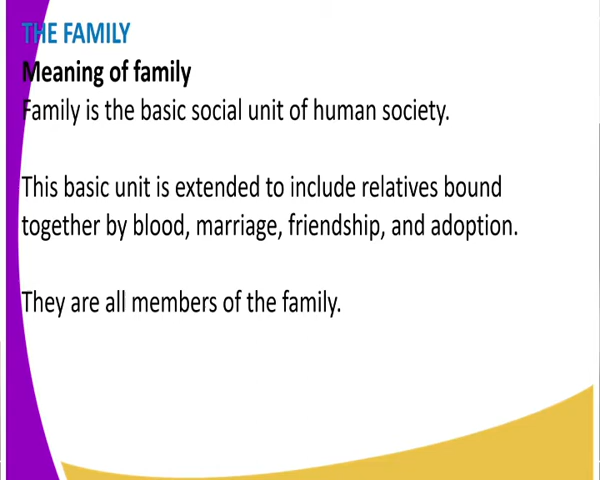 THE FAMILY
Meaning of family
Family is the basic social unit of human society.
This basic unit is extended to include relatives bound
together by blood, marriage, friendship, and adoption.
They are all members of the family.